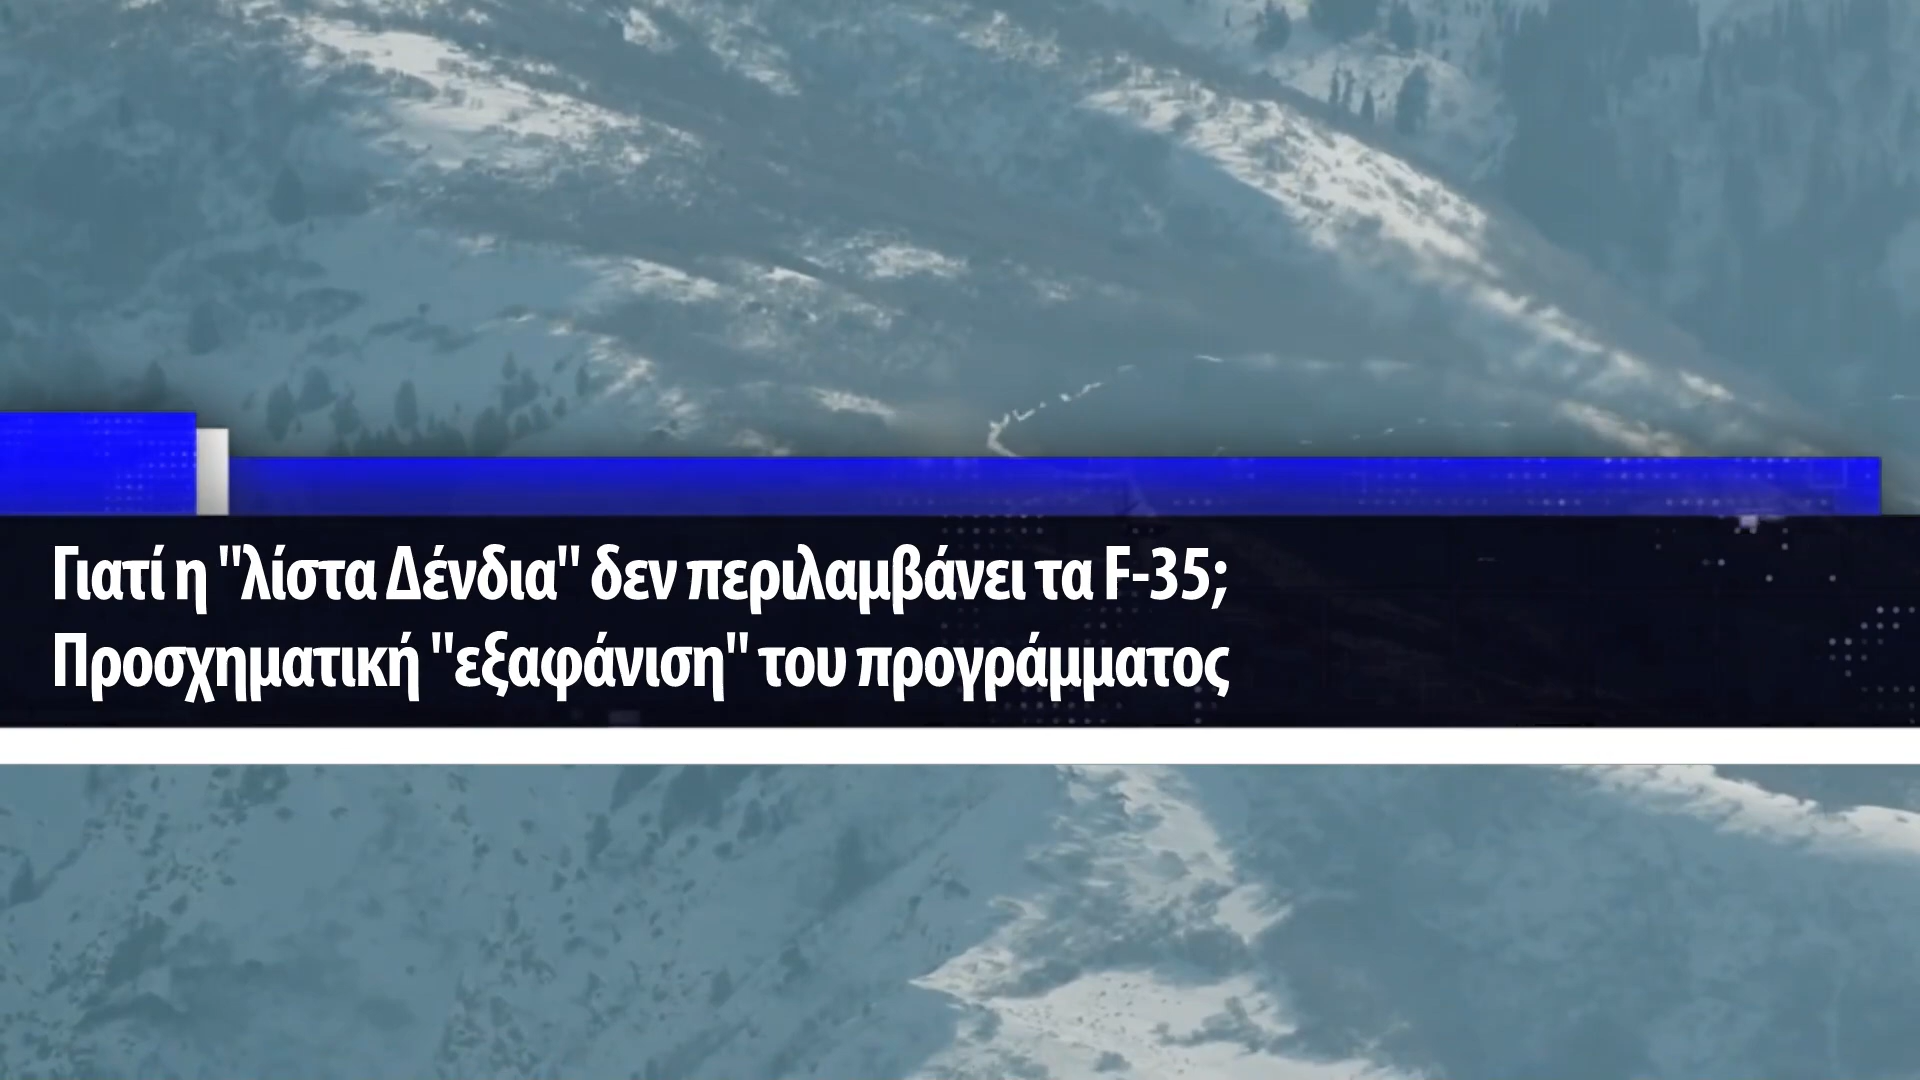 Γιατί η "λίστα Δένδια" δεν περιλαμβάνει τα F-35;
Προσχηματική "εξαφάνιση" του προγράμματος